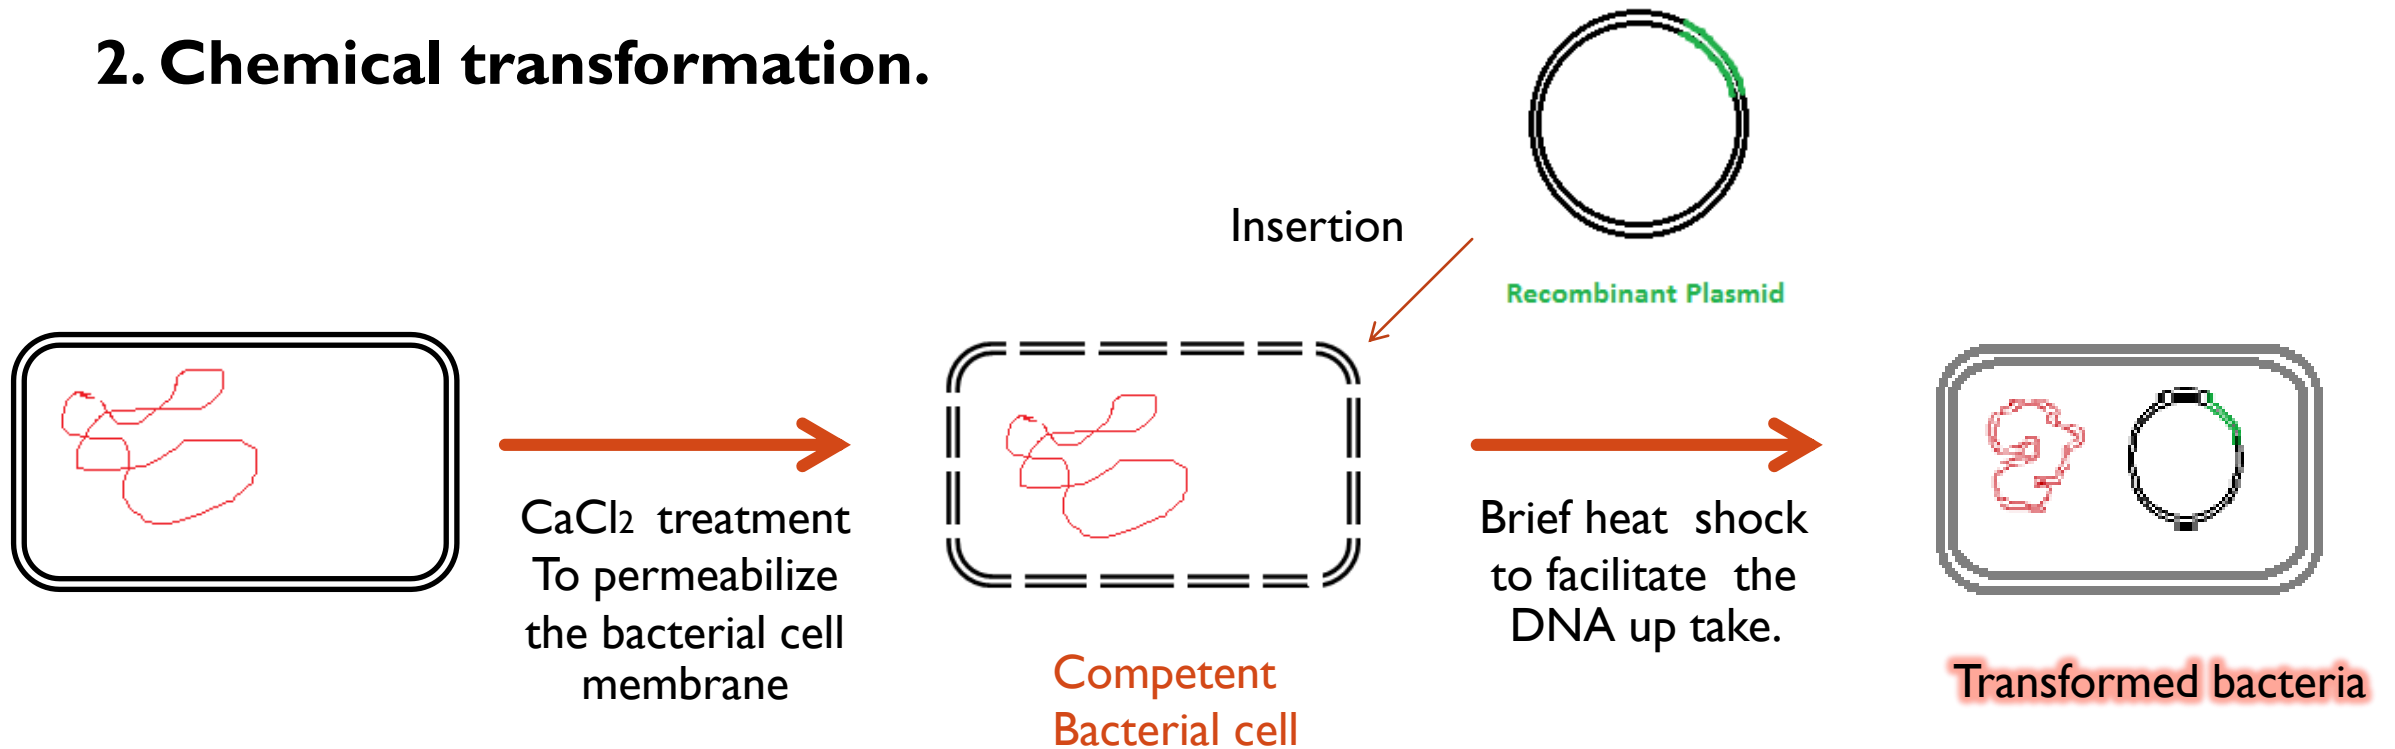 2. Chemical transformation.
Insertion
Recombinant Plasmid
CaCl2 treatment
To permeabilize
the bacterial cell
membrane
Competent
Bacterial cell
Brief heat shock
to facilitate the
DNA up take.
Transformed bacteria